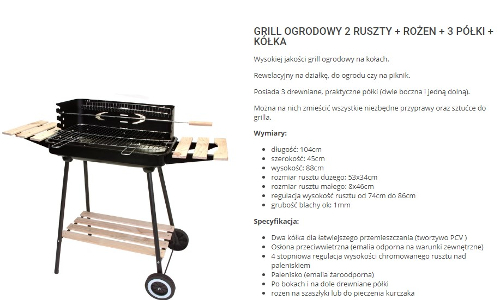 GRILL OGRODOWY 2 RUSZTY + ROŻEN + 3 PÓŁKI +
KÓŁKA
Wysokiej jakości grill ogrodowy na kołach.
Rewelacyjny na działkę, do ogrodu czy na piknik.
Posiada 3 drewniane, praktyczne półki (dwie boczna i jedną dolną).
Można na nich zmieścić wszystkie niezbędne przyprawy oraz sztućce do
grilla.
Wymiary:
długość: 104cm
szerokość: 45cm
wysokość: 88cm
rozmiar rusztu dużego: 53x34cm
rozmiar rusztu małego: 8x46cm
regulacja wysokość rusztu od 74cm do 86cm
grubość blachy ok: 1mm
Specyfikacja:
Dwa kółka dla łatwiejszego przemieszczania (tworzywo PCV )
Osłona przeciwwietrzna (emalia odporna na warunki zewnętrzne)
4 stopniowa regulacja wysokości chromowanego rusztu nad
paleniskiem
Palenisko (emalia żaroodporna)
Po bokach i na dole drewniane półki
rożen na szaszłyki lub do pieczenia kurczaka